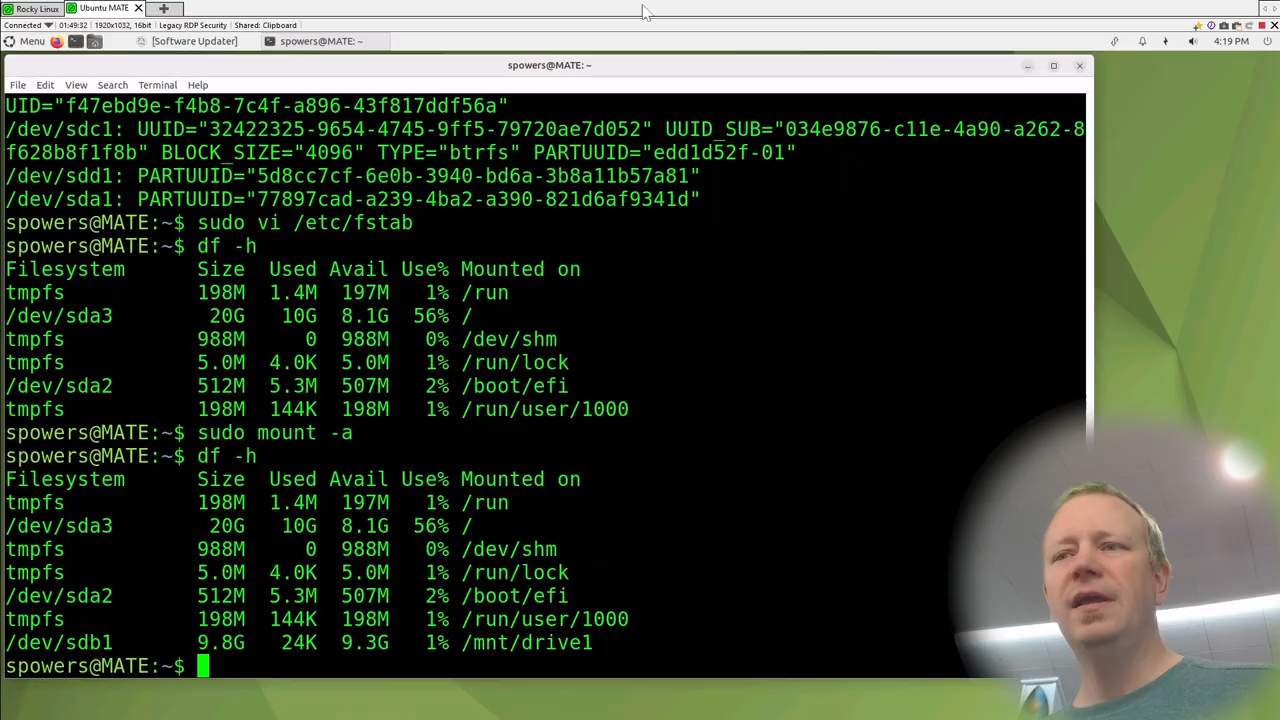 Rocky Linux
Ubuntu MATE
Connected
01:49:32
1920x1032, 16bit
Legacy RDP Security
Shared: Clipboard
Menu
[Software Updater]
spowers@MATE: ~
4:19 PM
spowers@MATE: ~
File Edit View Search Terminal Help
UID="f47ebd9e-f4b8-7c4f-a896-43f817ddf56a"
/dev/sdc1: UUID="32422325-9654-4745-9ff5-79720ae7d052" UUID_SUB="034e9876-c11e-4a90-a262-8
f628b8f1f8b" BLOCK_SIZE="4096" TYPE="btrfs" PARTUUID="edd1d52f-01"
/dev/sdd1: PARTUUID="5d8cc7cf-6e0b-3940-bd6a-3b8a11b57a81"
/dev/sda1: PARTUUID="77897cad-a239-4ba2-a390-821d6af9341d"
spowers@MATE:~$ sudo vi /etc/fstab
spowers@MATE:~$ df -h
Filesystem Size Used Avail Use% Mounted on
tmpfs 198M 1.4M 197M 1% /run
/dev/sda3 20G 10G 8.1G 56% /
tmpfs 988M 0 988M 0% /dev/shm
tmpfs 5.0M 4.0K 5.0M 1% /run/lock
/dev/sda2 512M 5.3M 507M 2% /boot/efi
tmpfs 198M 144K 198M 1% /run/user/1000
spowers@MATE:~$ sudo mount -a
spowers@MATE:~$ df -h
Filesystem Size Used Avail Use% Mounted on
tmpfs 198M 1.4M 197M 1% /run
/dev/sda3 20G 10G 8.1G 56% /
tmpfs 988M 0 988M 0% /dev/shm
tmpfs 5.0M 4.0K 5.0M 1% /run/lock
/dev/sda2 512M 5.3M 507M 2% /boot/efi
tmpfs 198M 144K 198M 1% /run/user/1000
/dev/sdb1 9.8G 24K 9.3G 1% /mnt/drive1
spowers@MATE:~$